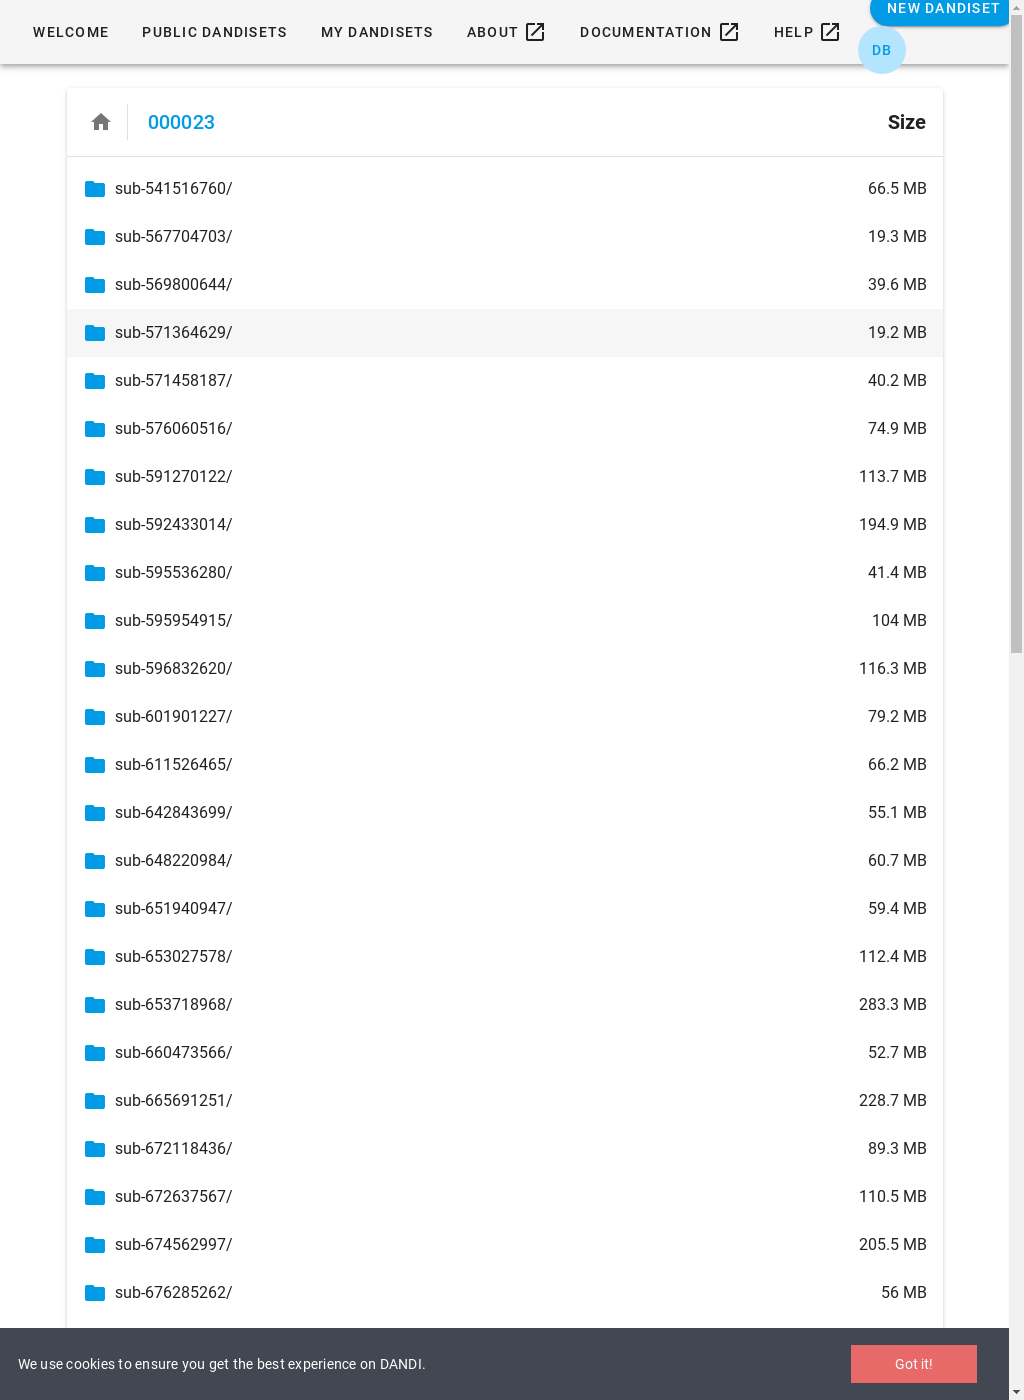 NEW DANDISET
WELCOME PUBLIC DANDISETS MY DANDISETS ABOUT DOCUMENTATION HELP
DB
000023 Size
sub-541516760/ 66.5 MB
sub-567704703/ 19.3 MB
sub-569800644/ 39.6 MB
sub-571364629/ 19.2 MB
sub-571458187/ 40.2 MB
sub-576060516/ 74.9 MB
sub-591270122/ 113.7 MB
sub-592433014/ 194.9 MB
sub-595536280/ 41.4 MB
sub-595954915/ 104 MB
sub-596832620/ 116.3 MB
sub-601901227/ 79.2 MB
sub-611526465/ 66.2 MB
sub-642843699/ 55.1 MB
sub-648220984/ 60.7 MB
sub-651940947/ 59.4 MB
sub-653027578/ 112.4 MB
sub-653718968/ 283.3 MB
sub-660473566/ 52.7 MB
sub-665691251/ 228.7 MB
sub-672118436/ 89.3 MB
sub-672637567/ 110.5 MB
sub-674562997/ 205.5 MB
sub-676285262/ 56 MB
We use cookies to ensure you get the best experience on DANDI. Got it!